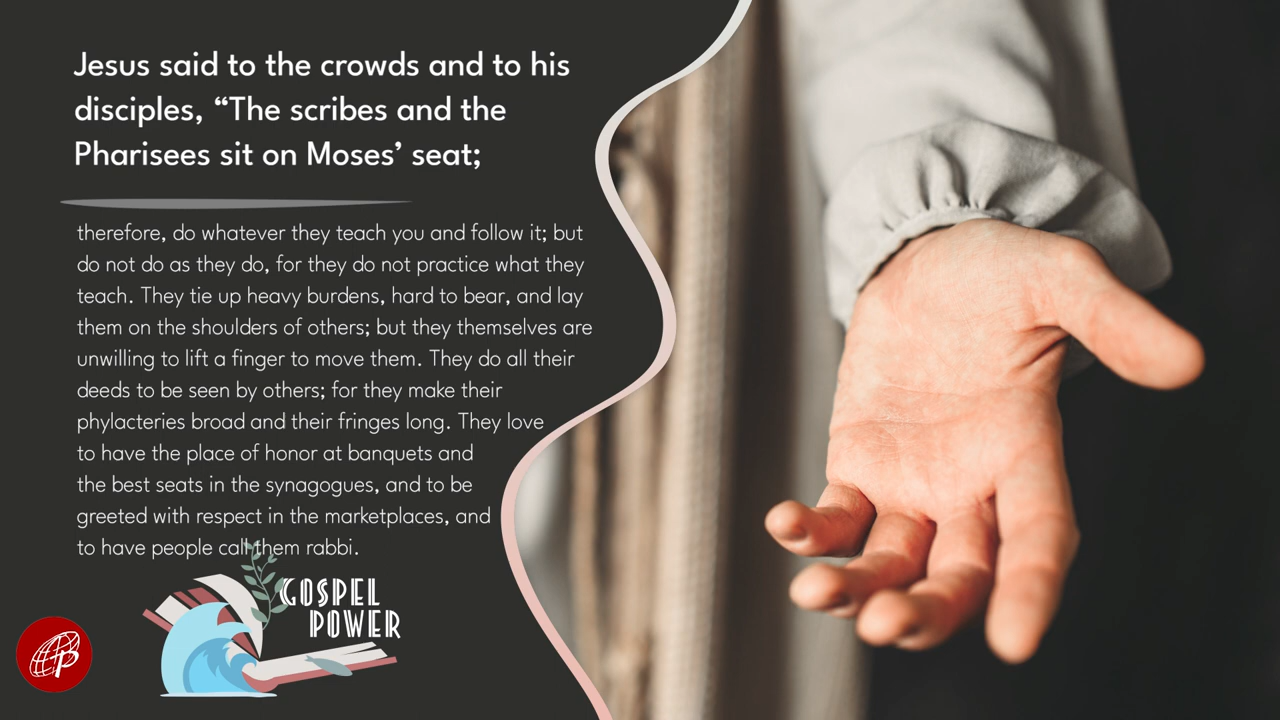 Jesus said to the crowds and to his
disciples, “The scribes and the
Pharisees sit on Moses’ seat;
therefore, do whatever they teach you and follow it; but
do not do as they do, for they do not practice what they
teach. They tie up heavy burdens, hard to bear, and lay
them on the shoulders of others; but they themselves are
unwilling to lift a finger to move them. They do all their
deeds to be seen by others; for they make their
phylacteries broad and their fringes long. They love
to have the place of honor at banquets and
the best seats in the synagogues, and to be
greeted with respect in the marketplaces, and
to have people call them rabbi.
GOSPEL
POWER
P